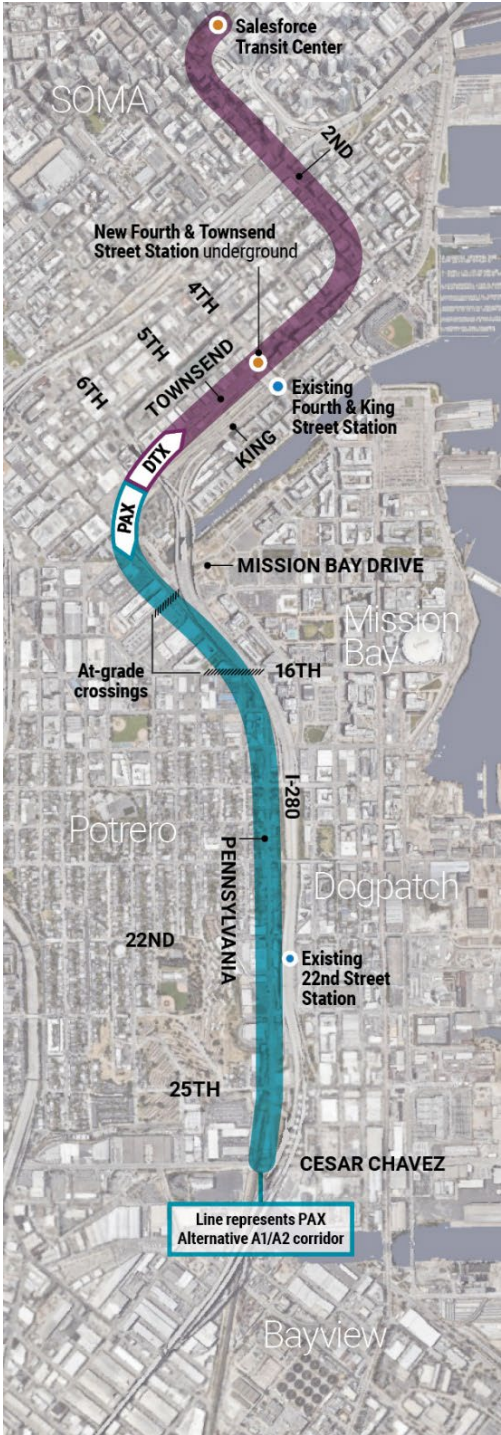 Salesforce
Transit Center
SOMA
2ND
New Fourth & Townsend
Street Station underground
4TH
5TH
6TH
TOWNSEND
Existing
Fourth & King
Street Station
KING
DTX
PAX
MISSION BAY DRIVE
Mission
Bay
At-grade
crossings
16TH
I-280
Potrero
PENNSYLVANIA
Dogpatch
22ND
Existing
22nd Street
Station
25TH
CESAR CHAVEZ
Line represents PAX
Alternative A1/A2 corridor
Bayview